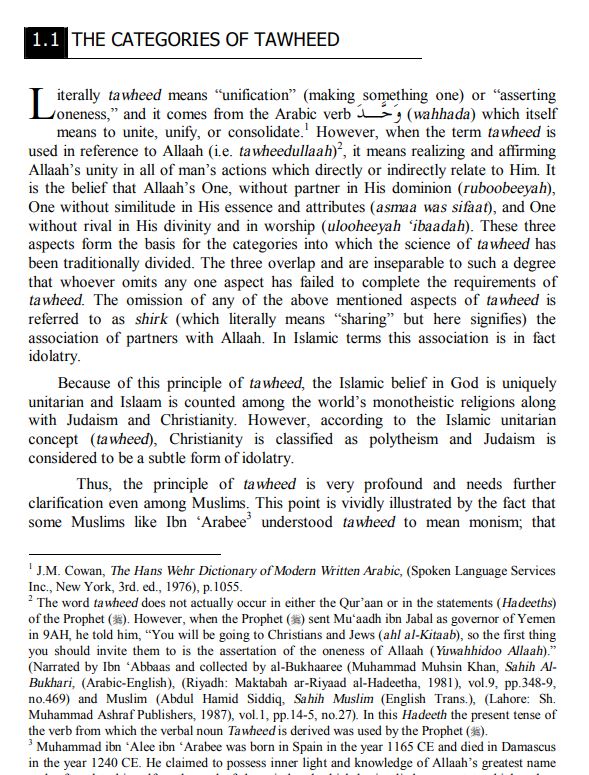 1.1 THE CATEGORIES OF TAWHEED
Literally tawheed means “unification” (making something one) or “asserting
oneness,” and it comes from the Arabic verb وَحَّـــدَ (wahhada) which itself
means to unite, unify, or consolidate.1 However, when the term tawheed is
used in reference to Allaah (i.e. tawheedullaah)2, it means realizing and affirming
Allaah’s unity in all of man’s actions which directly or indirectly relate to Him. It
is the belief that Allaah’s One, without partner in His dominion (ruboobeeyah),
One without similitude in His essence and attributes (asmaa was sifaat), and One
without rival in His divinity and in worship (ulooheeyah ‘ibaadah). These three
aspects form the basis for the categories into which the science of tawheed has
been traditionally divided. The three overlap and are inseparable to such a degree
that whoever omits any one aspect has failed to complete the requirements of
tawheed. The omission of any of the above mentioned aspects of tawheed is
referred to as shirk (which literally means “sharing” but here signifies) the
association of partners with Allaah. In Islamic terms this association is in fact
idolatry.
Because of this principle of tawheed, the Islamic belief in God is uniquely
unitarian and Islaam is counted among the world’s monotheistic religions along
with Judaism and Christianity. However, according to the Islamic unitarian
concept (tawheed), Christianity is classified as polytheism and Judaism is
considered to be a subtle form of idolatry.
Thus, the principle of tawheed is very profound and needs further
clarification even among Muslims. This point is vividly illustrated by the fact that
some Muslims like Ibn ‘Arabee3 understood tawheed to mean monism; that
1 J.M. Cowan, The Hans Wehr Dictionary of Modern Written Arabic, (Spoken Language Services
Inc., New York, 3rd. ed., 1976), p.1055.
2 The word tawheed does not actually occur in either the Qur’aan or in the statements (Hadeeths)
of the Prophet (ﷺ). However, when the Prophet (ﷺ) sent Mu‘aadh ibn Jabal as governor of Yemen
in 9AH, he told him, “You will be going to Christians and Jews (ahl al-Kitaab), so the first thing
you should invite them to is the assertation of the oneness of Allaah (Yuwahhidoo Allaah).”
(Narrated by Ibn ‘Abbaas and collected by al-Bukhaaree (Muhammad Muhsin Khan, Sahih Al-
Bukhari, (Arabic-English), (Riyadh: Maktabah ar-Riyaad al-Hadeetha, 1981), vol.9, pp.348-9,
no.469) and Muslim (Abdul Hamid Siddiq, Sahih Muslim (English Trans.), (Lahore: Sh.
Muhammad Ashraf Publishers, 1987), vol.1, pp.14-5, no.27). In this Hadeeth the present tense of
the verb from which the verbal noun Tawheed is derived was used by the Prophet (ﷺ).
3 Muhammad ibn ‘Alee ibn ‘Arabee was born in Spain in the year 1165 CE and died in Damascus
in the year 1240 CE. He claimed to possess inner light and knowledge of Allaah’s greatest name